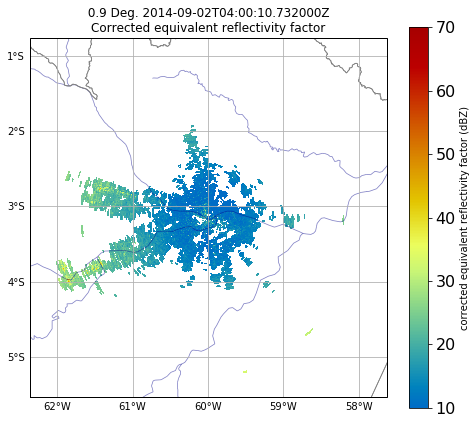 0.9 Deg. 2014-09-02T04:00:10.732000Z
Corrected equivalent reflectivity factor
1°S
2°S
3°S
4°S
5°S
62°W
61°W
60°W
59°W
58°W
70
60
50
40
30
20
10
corrected equivalent reflectivity factor (dBZ)